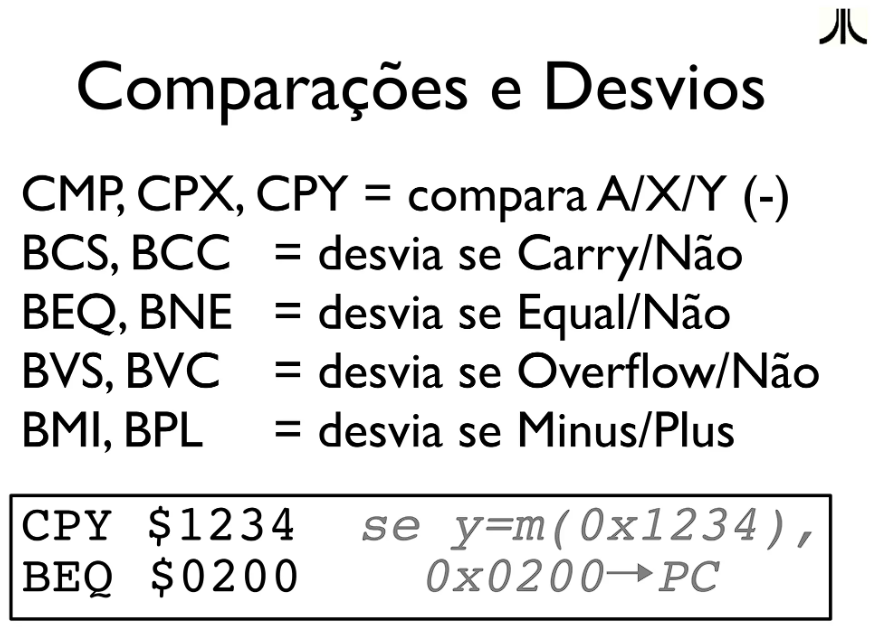 Comparações e Desvios
CMP, CPX, CPY = compara A/X/Y (-)
BCS, BCC = desvia se Carry/Não
BEQ, BNE = desvia se Equal/Não
BVS, BVC = desvia se Overflow/Não
BMI, BPL = desvia se Minus/Plus
CPY $1234 se y=m(0x1234),
BEQ $0200 0x0200→PC